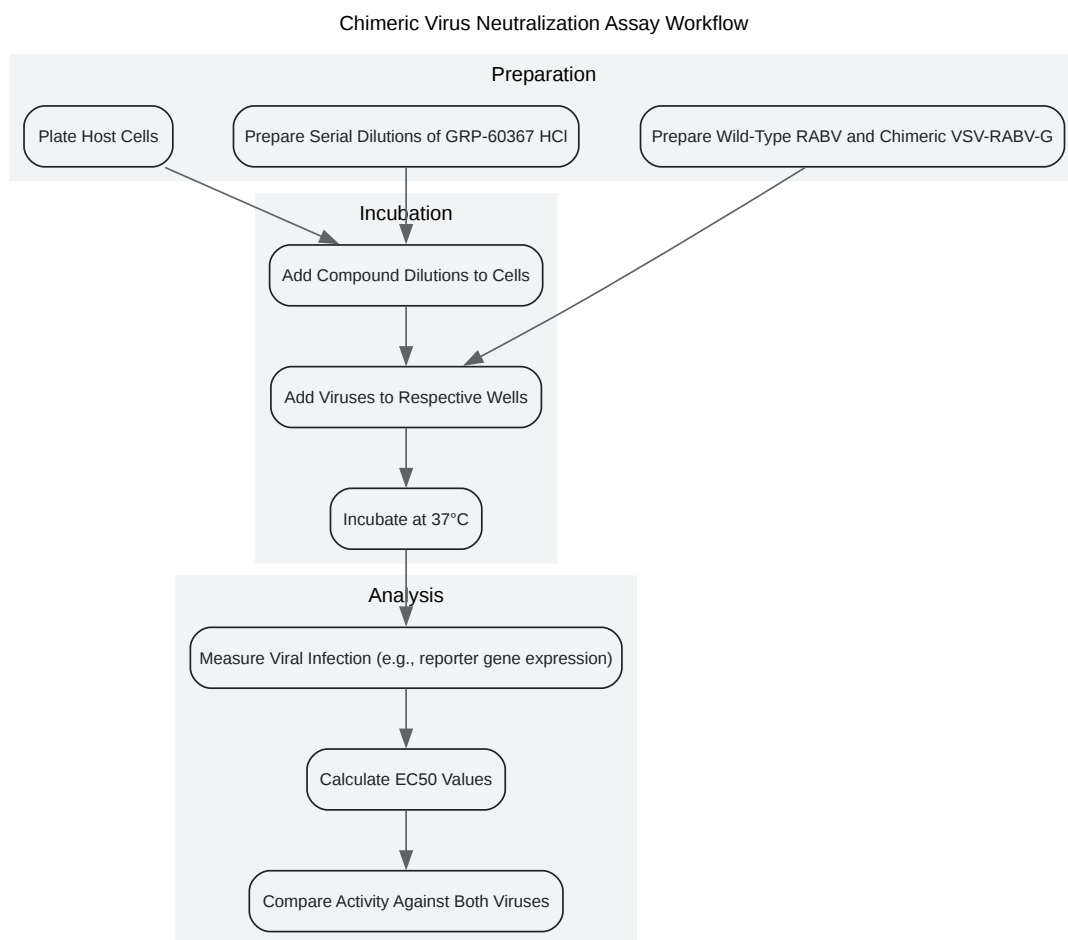 Chimeric Virus Neutralization Assay Workflow
Preparation
Plate Host Cells
Prepare Serial Dilutions of GRP-60367 HCl
Prepare Wild-Type RABV and Chimeric VSV-RABV-G
Incubation
Add Compound Dilutions to Cells
Add Viruses to Respective Wells
Incubate at 37°C
Analysis
Measure Viral Infection (e.g., reporter gene expression)
Calculate EC50 Values
Compare Activity Against Both Viruses